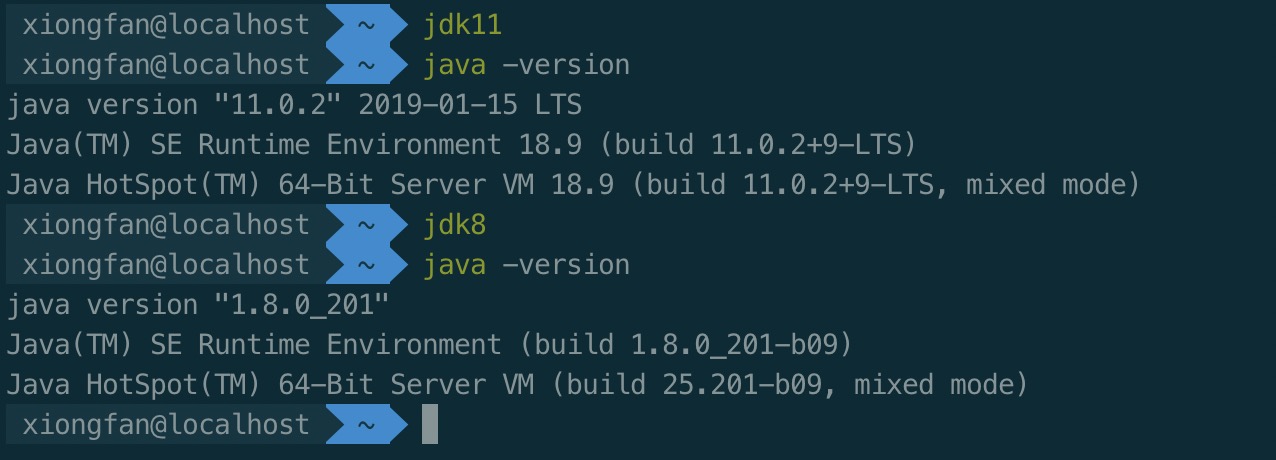 xiongfan@localhost ~ jdk11
xiongfan@localhost ~ java -version
java version "11.0.2" 2019-01-15 LTS
Java(TM) SE Runtime Environment 18.9 (build 11.0.2+9-LTS)
Java HotSpot(TM) 64-Bit Server VM 18.9 (build 11.0.2+9-LTS, mixed mode)
xiongfan@localhost ~ jdk8
xiongfan@localhost ~ java -version
java version "1.8.0_201"
Java(TM) SE Runtime Environment (build 1.8.0_201-b09)
Java HotSpot(TM) 64-Bit Server VM (build 25.201-b09, mixed mode)
xiongfan@localhost ~